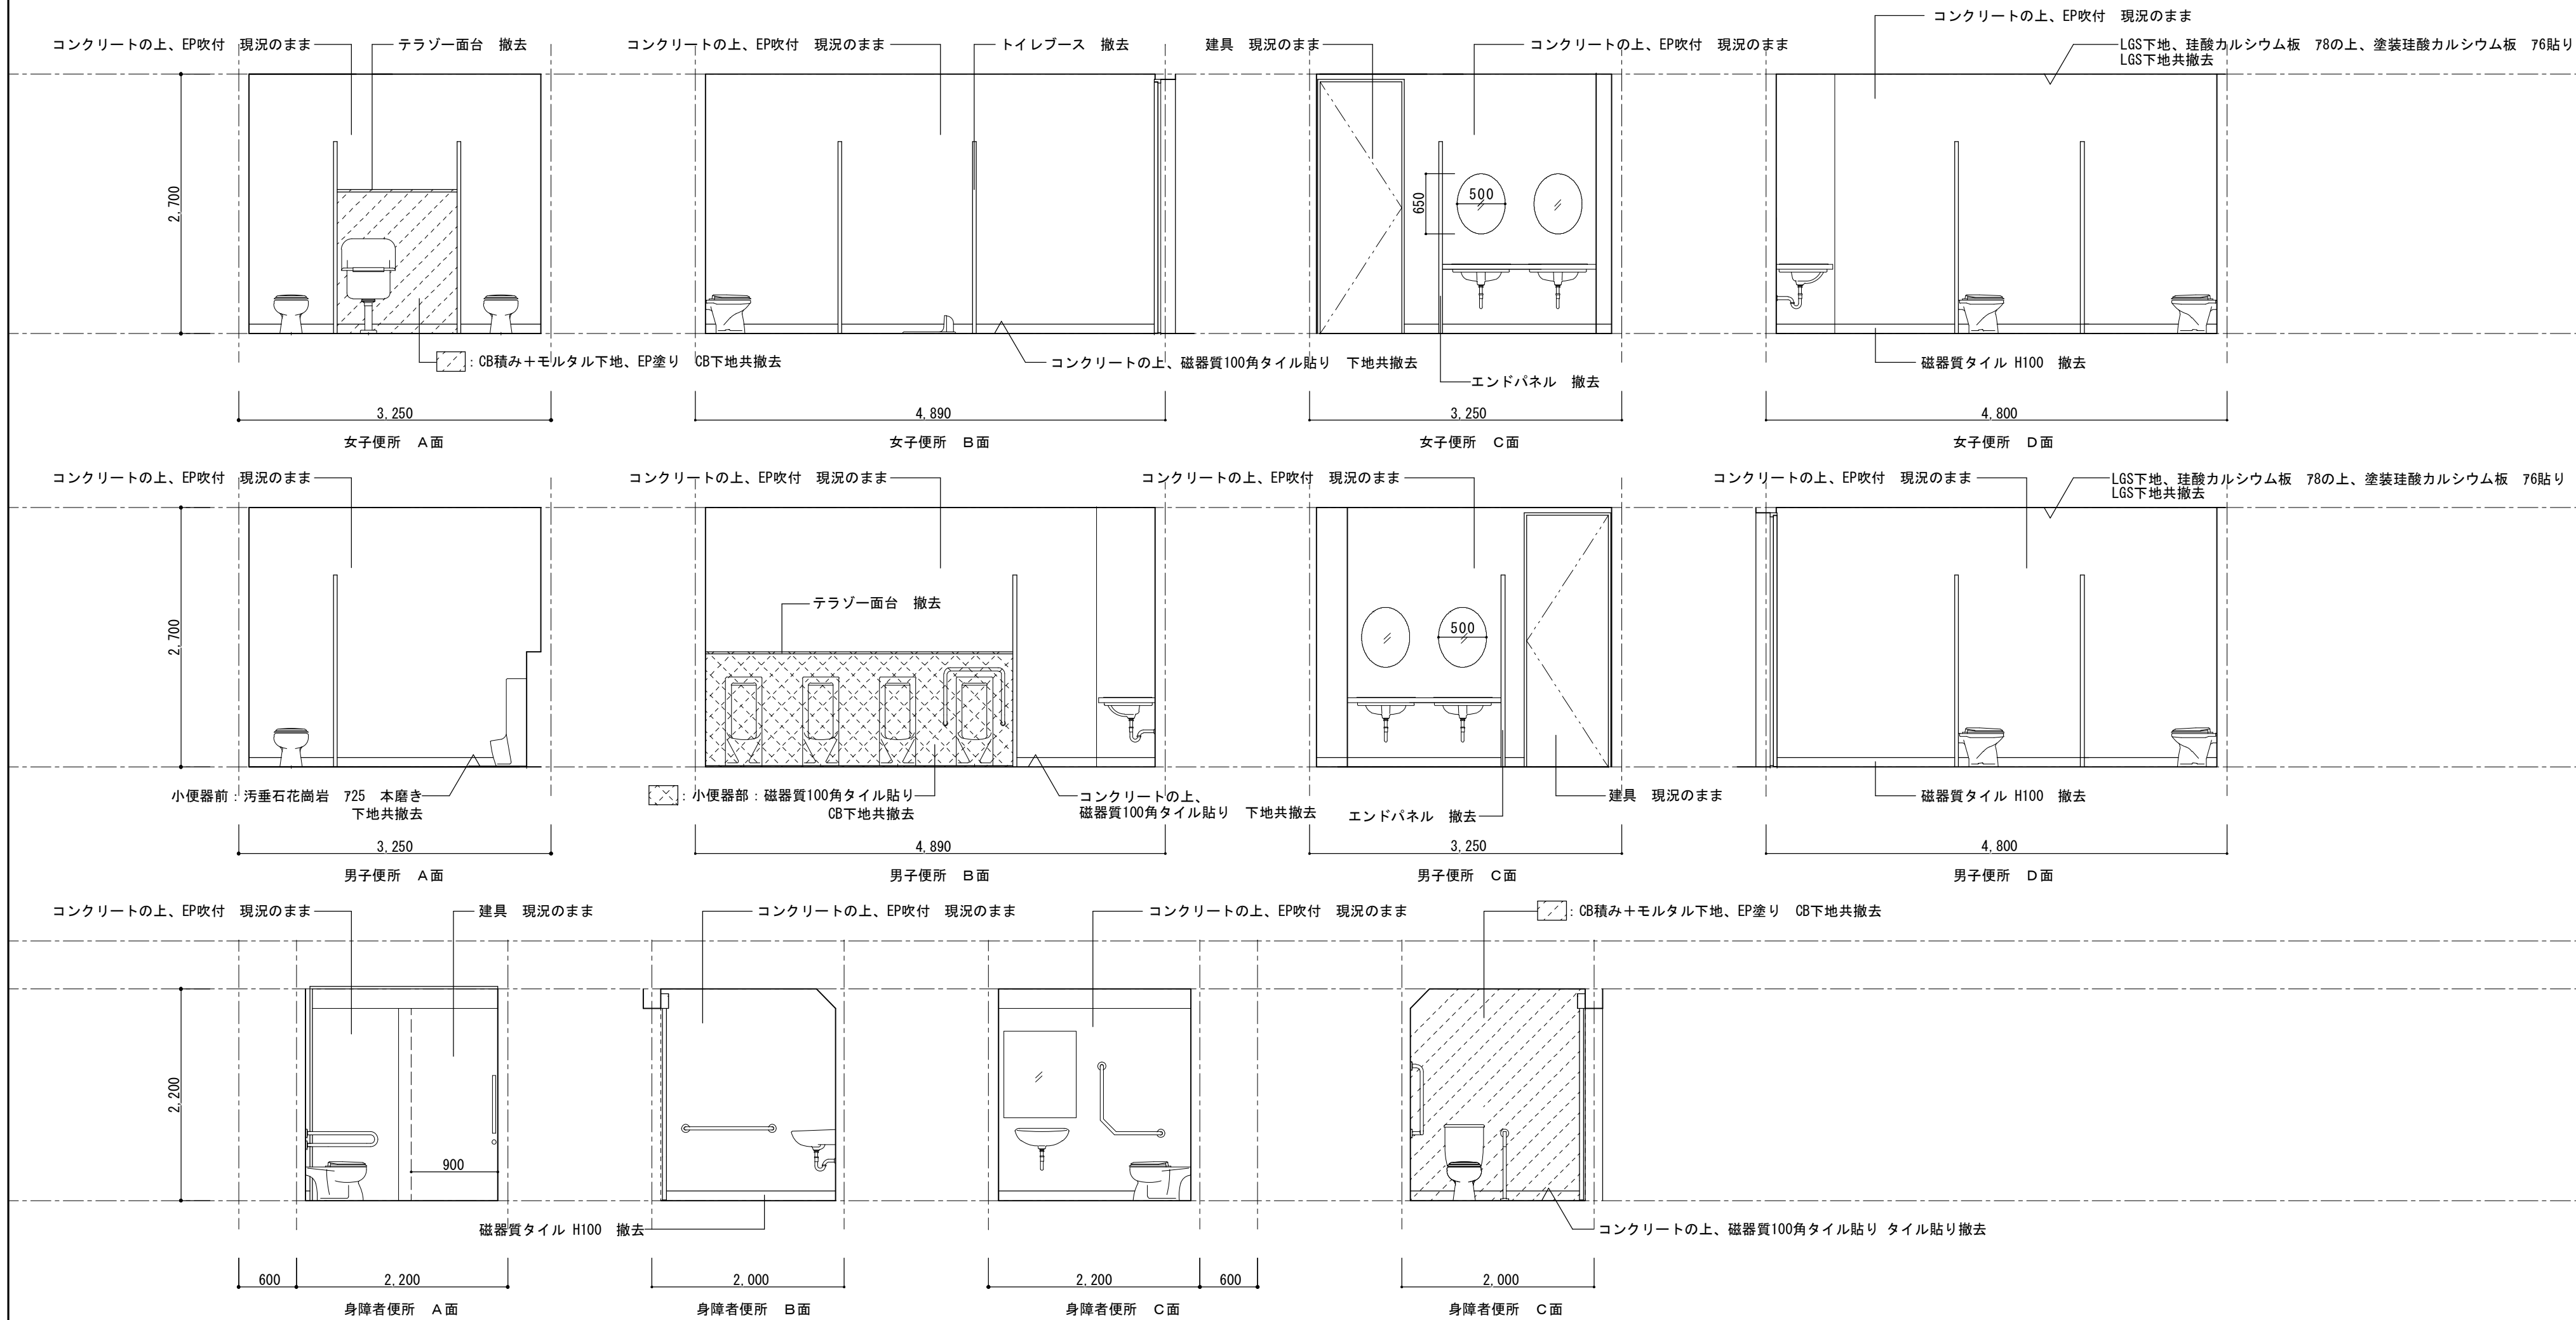 コンクリートの上、EP吹付　現況のまま
テラゾー面台　撤去
コンクリートの上、EP吹付　現況のまま
トイレブース　撤去
建具　現況のまま
コンクリートの上、EP吹付　現況のまま
コンクリートの上、EP吹付　現況のまま
LGS下地、珪酸カルシウム板　ｱ8の上、塗装珪酸カルシウム板　ｱ6貼り
LGS下地共撤去
2,700
650
500
：CB積み＋モルタル下地、EP塗り　CB下地共撤去
コンクリートの上、磁器質100角タイル貼り　下地共撤去
エンドパネル　撤去
磁器質タイル H100　撤去
3,250
4,890
3,250
4,800
女子便所　A面
女子便所　B面
女子便所　C面
女子便所　D面
コンクリートの上、EP吹付　現況のまま
コンクリートの上、EP吹付　現況のまま
コンクリートの上、EP吹付　現況のまま
コンクリートの上、EP吹付　現況のまま
LGS下地、珪酸カルシウム板　ｱ8の上、塗装珪酸カルシウム板　ｱ6貼り
LGS下地共撤去
2,700
テラゾー面台　撤去
500
小便器前：汚垂石花崗岩　ｱ25　本磨き
下地共撤去
：小便器部：磁器質100角タイル貼り
CB下地共撤去
コンクリートの上、
磁器質100角タイル貼り　下地共撤去
エンドパネル　撤去
建具　現況のまま
磁器質タイル H100　撤去
3,250
4,890
3,250
4,800
男子便所　A面
男子便所　B面
男子便所　C面
男子便所　D面
コンクリートの上、EP吹付　現況のまま
建具　現況のまま
コンクリートの上、EP吹付　現況のまま
コンクリートの上、EP吹付　現況のまま
：CB積み＋モルタル下地、EP塗り　CB下地共撤去
2,200
900
磁器質タイル H100　撤去
コンクリートの上、磁器質100角タイル貼り タイル貼り撤去
600
2,200
2,000
2,200
600
2,000
身障者便所　A面
身障者便所　B面
身障者便所　C面
身障者便所　C面